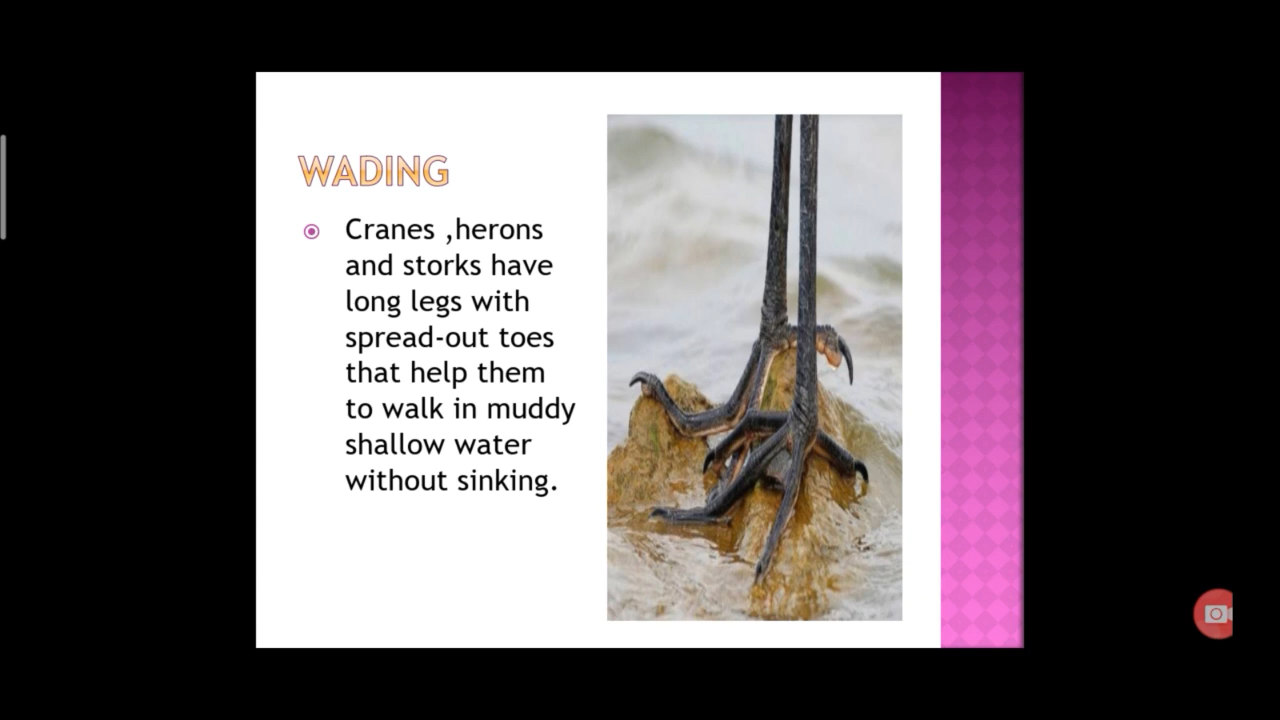 WADING
Cranes ,herons
and storks have
long legs with
spread-out toes
that help them
to walk in muddy
shallow water
without sinking.